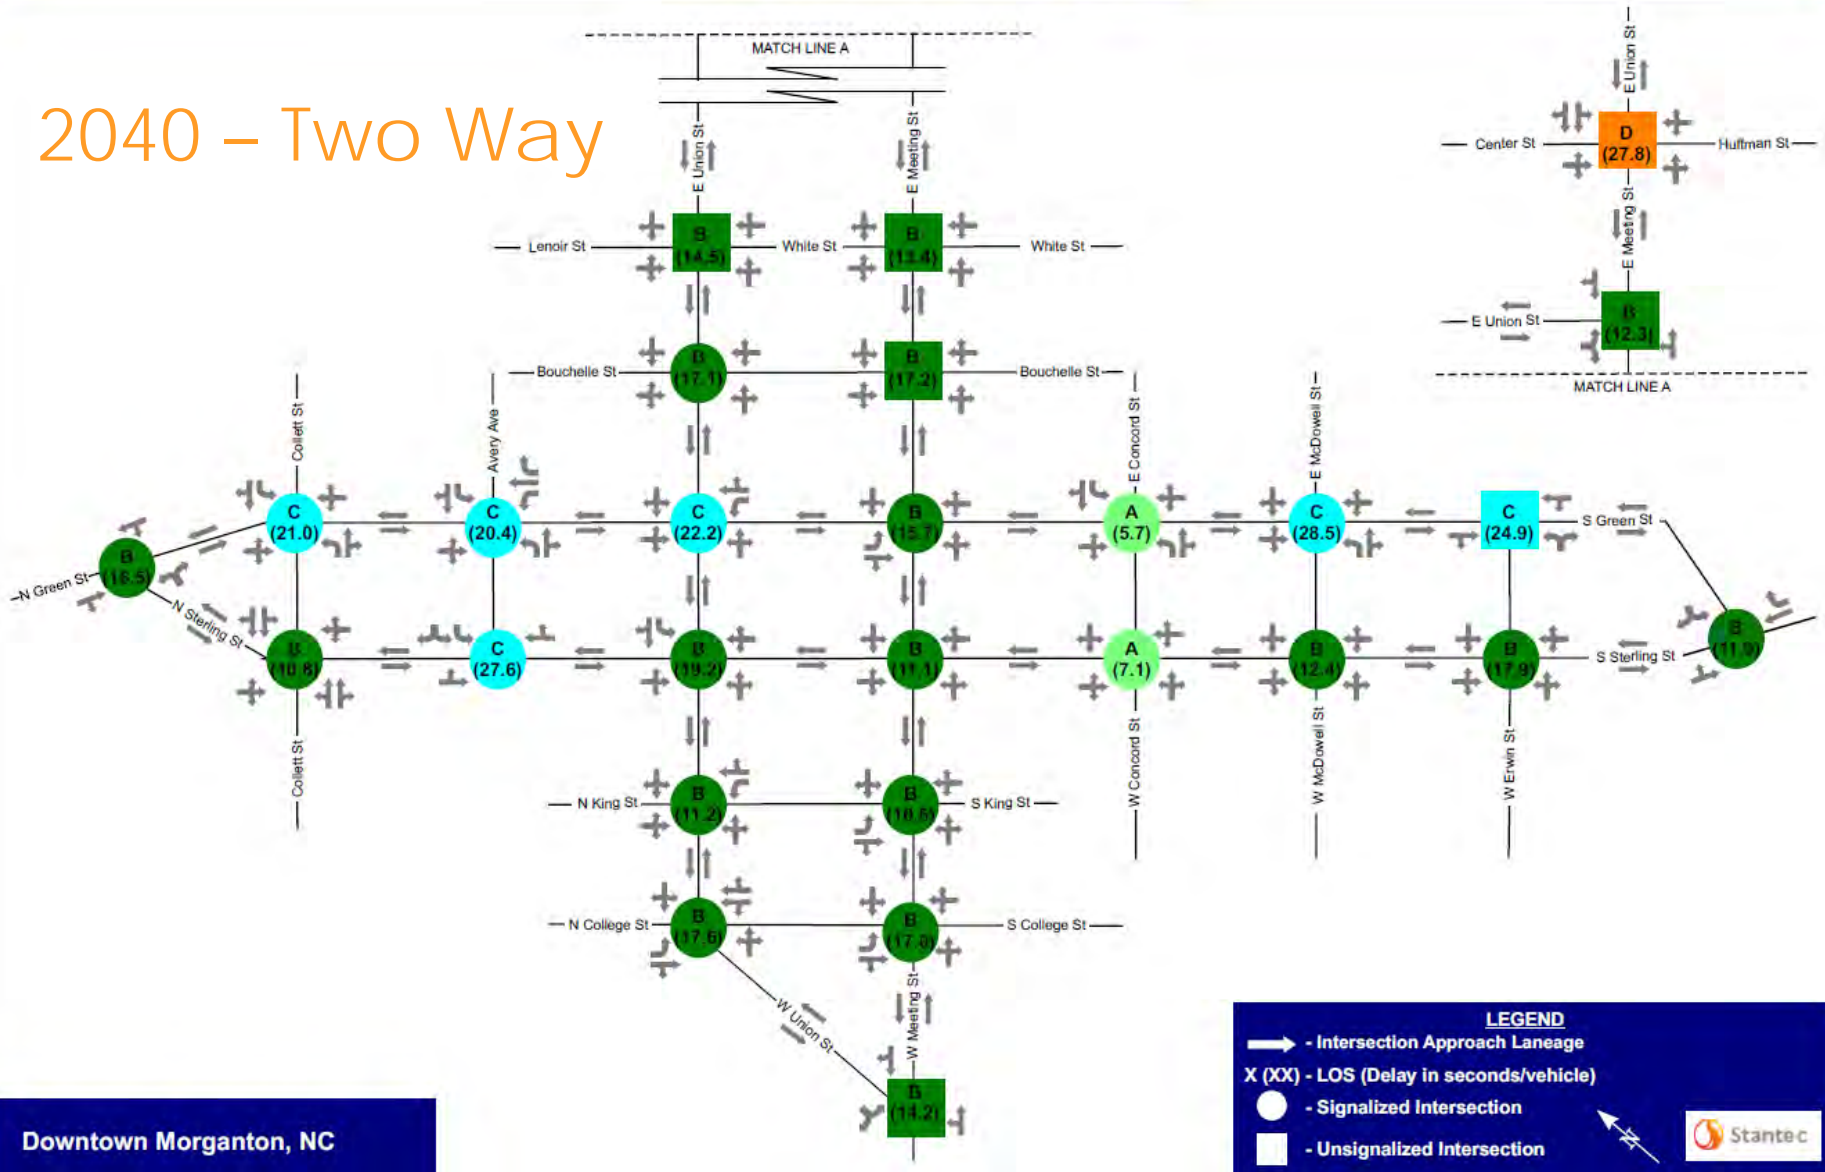 2040 – Two Way
MATCH LINE A
E Union St
E Meeting St
E Union St
Center St
D
(27.8)
Huffman St
E Meeting St
E Union St
B
(12.3)
MATCH LINE A
Lenoir St
B
(14.5)
White St
B
(13.4)
White St
Bouchelle St
B
(17.1)
B
(17.2)
Bouchelle St
Collett St
Avery Ave
E Concord St
E McDowell St
C
(21.0)
C
(20.4)
C
(22.2)
B
(15.7)
A
(5.7)
C
(28.5)
C
(24.9)
S Green St
N Green St
B
N Sterling St
B
(10.8)
C
(27.6)
B
(19.2)
B
(11.1)
A
(7.1)
B
(12.4)
B
(17.9)
S Sterling St
B
(11.9)
Collett St
W Concord St
W McDowell St
W Erwin St
N King St
B
(11.2)
B
S King St
N College St
B
(17.6)
B
(17.0)
S College St
W Union St
W Meeting St
B
(14.2)
Downtown Morganton, NC
LEGEND
- Intersection Approach Laneage
X (XX) - LOS (Delay in seconds/vehicle)
- Signalized Intersection
- Unsignalized Intersection
N
Stantec